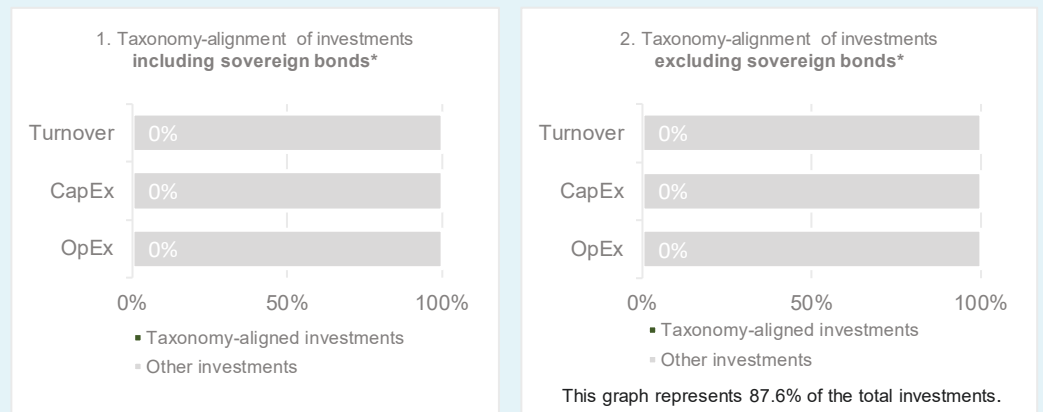 1. Taxonomy-alignment of investments
including sovereign bonds*
Turnover
0%
CapEx
0%
OpEx
0%
0%
50%
100%
Taxonomy-aligned investments
Other investments
2. Taxonomy-alignment of investments
excluding sovereign bonds*
Turnover
0%
CapEx
0%
OpEx
0%
0%
50%
100%
Taxonomy-aligned investments
Other investments
This graph represents 87.6% of the total investments.